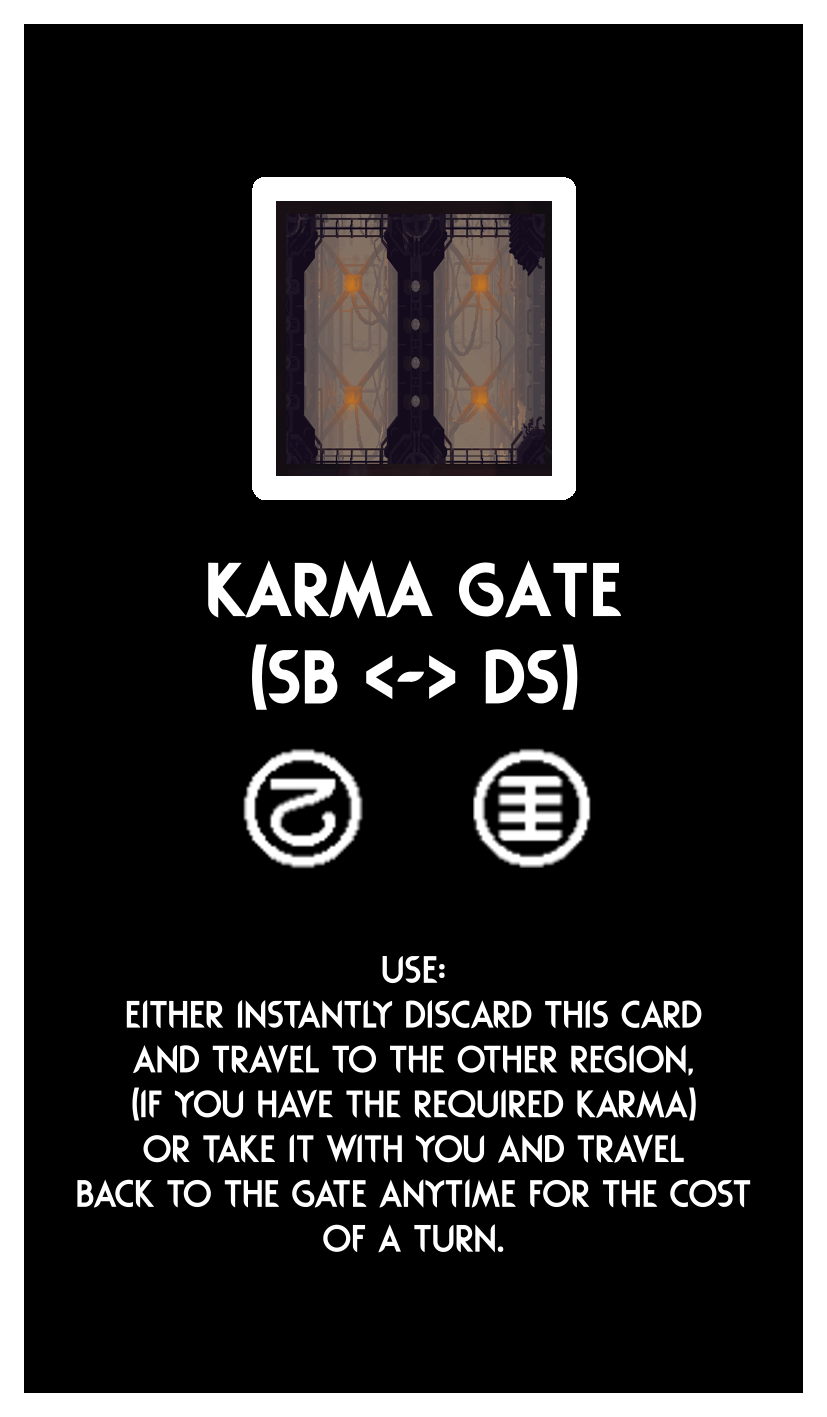 KARMA GATE
(SB <-> DS)
USE:
EITHER INSTANTLY DISCARD THIS CARD
AND TRAVEL TO THE OTHER REGION,
(IF YOU HAVE THE REQUIRED KARMA)
OR TAKE IT WITH YOU AND TRAVEL
BACK TO THE GATE ANYTIME FOR THE COST
OF A TURN.